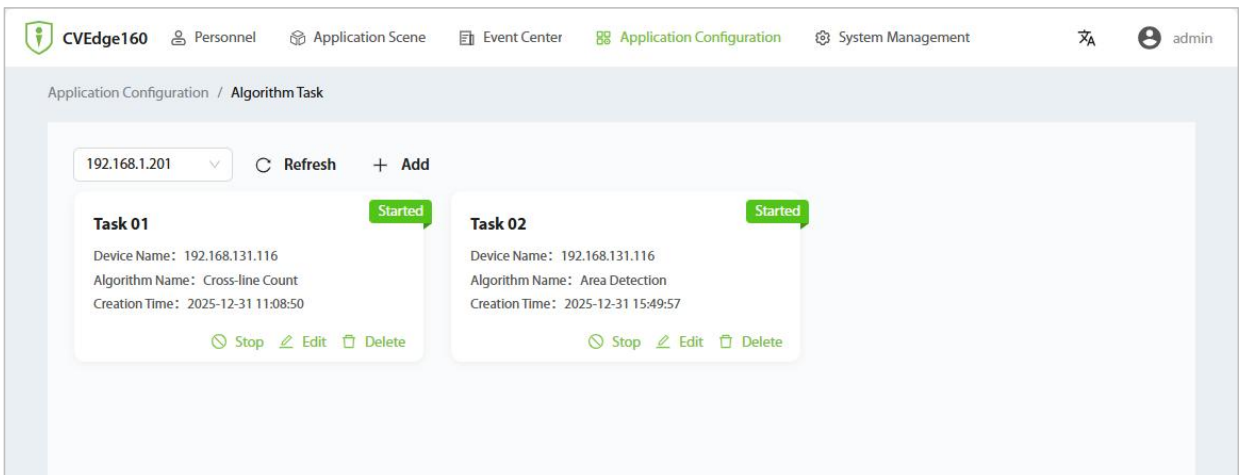 CVEdge160 Personnel Application Scene Event Center Application Configuration System Management 文A admin
Application Configuration / Algorithm Task
192.168.1.201 Refresh + Add
Task 01 Started
Device Name：192.168.131.116
Algorithm Name：Cross-line Count
Creation Time：2025-12-31 11:08:50
Stop Edit Delete
Task 02 Started
Device Name：192.168.131.116
Algorithm Name：Area Detection
Creation Time：2025-12-31 15:49:57
Stop Edit Delete